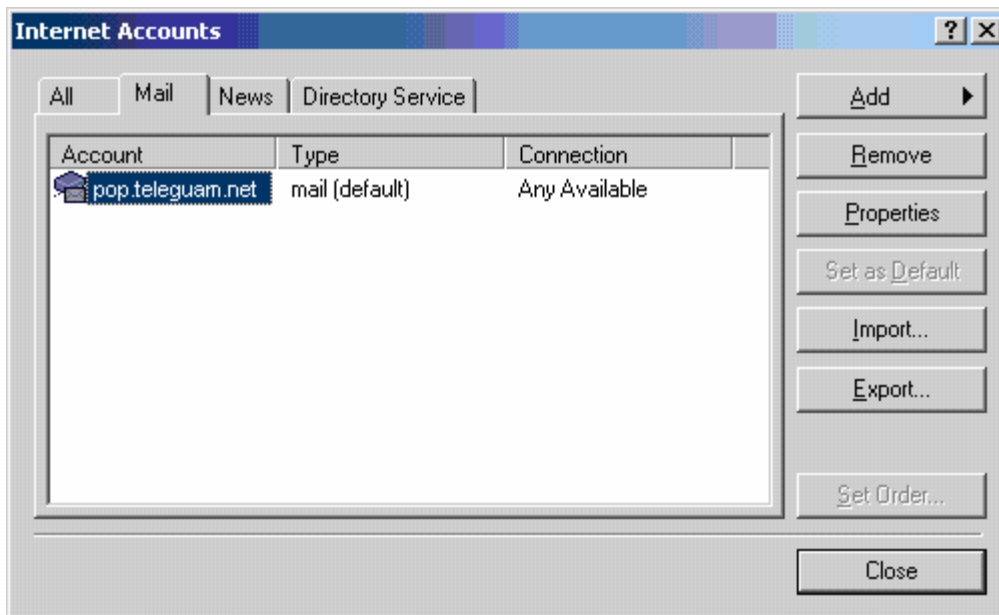 Internet Accounts
All Mail News Directory Service
Add
Account Type Connection
Remove
pop.teleguam.net mail (default) Any Available
Properties
Set as Default
Import...
Export...
Set Order...
Close